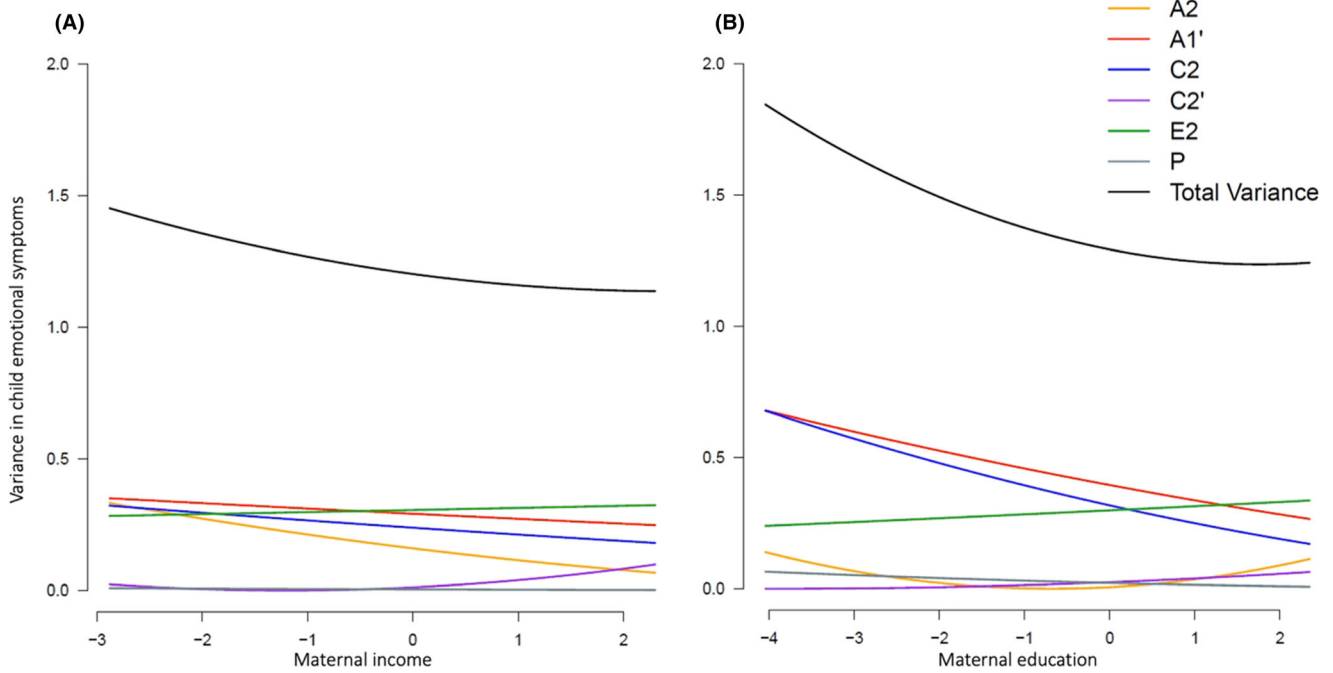 (A)
Variance in child emotional symptoms
2.0
1.5
1.0
0.5
0.0
−3
−2
−1
0
1
2
Maternal income
(B)
A2
A1'
C2
C2'
E2
P
Total Variance
2.0
1.5
1.0
0.5
0.0
−4
−3
−2
−1
0
1
2
Maternal education